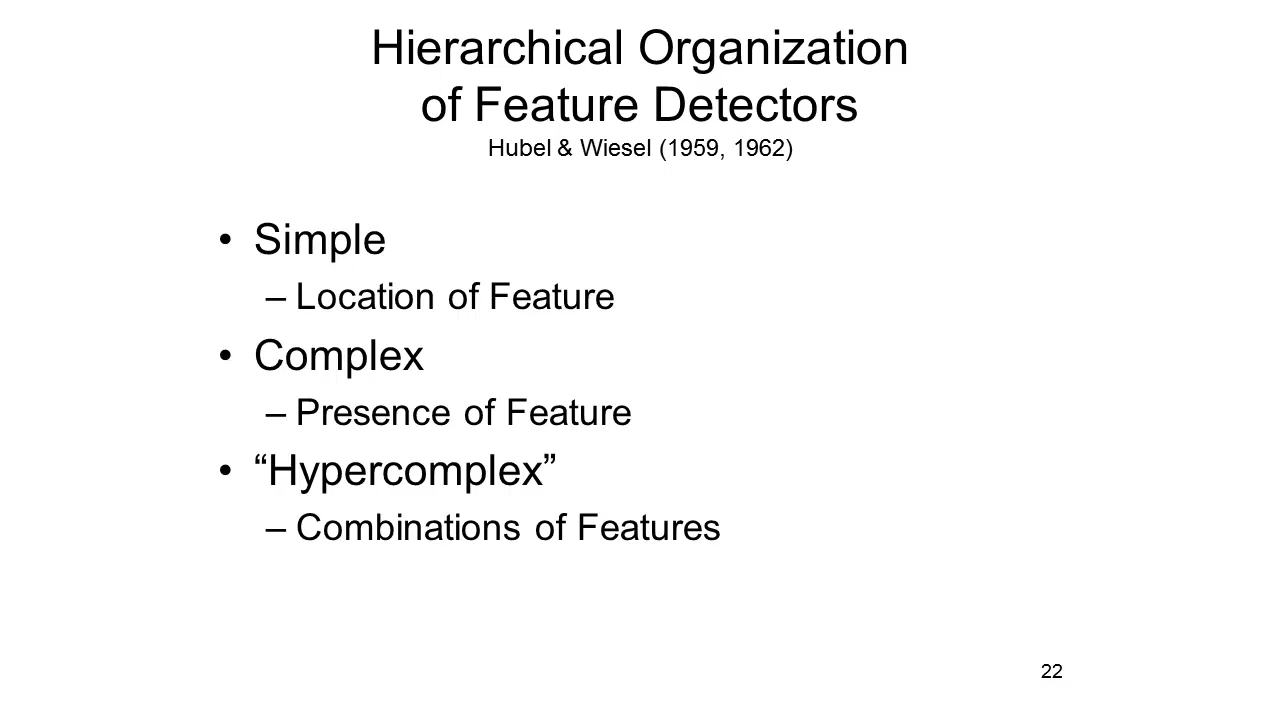 Hierarchical Organization
of Feature Detectors
Hubel & Wiesel (1959, 1962)
• Simple
– Location of Feature
• Complex
– Presence of Feature
• “Hypercomplex”
– Combinations of Features
22